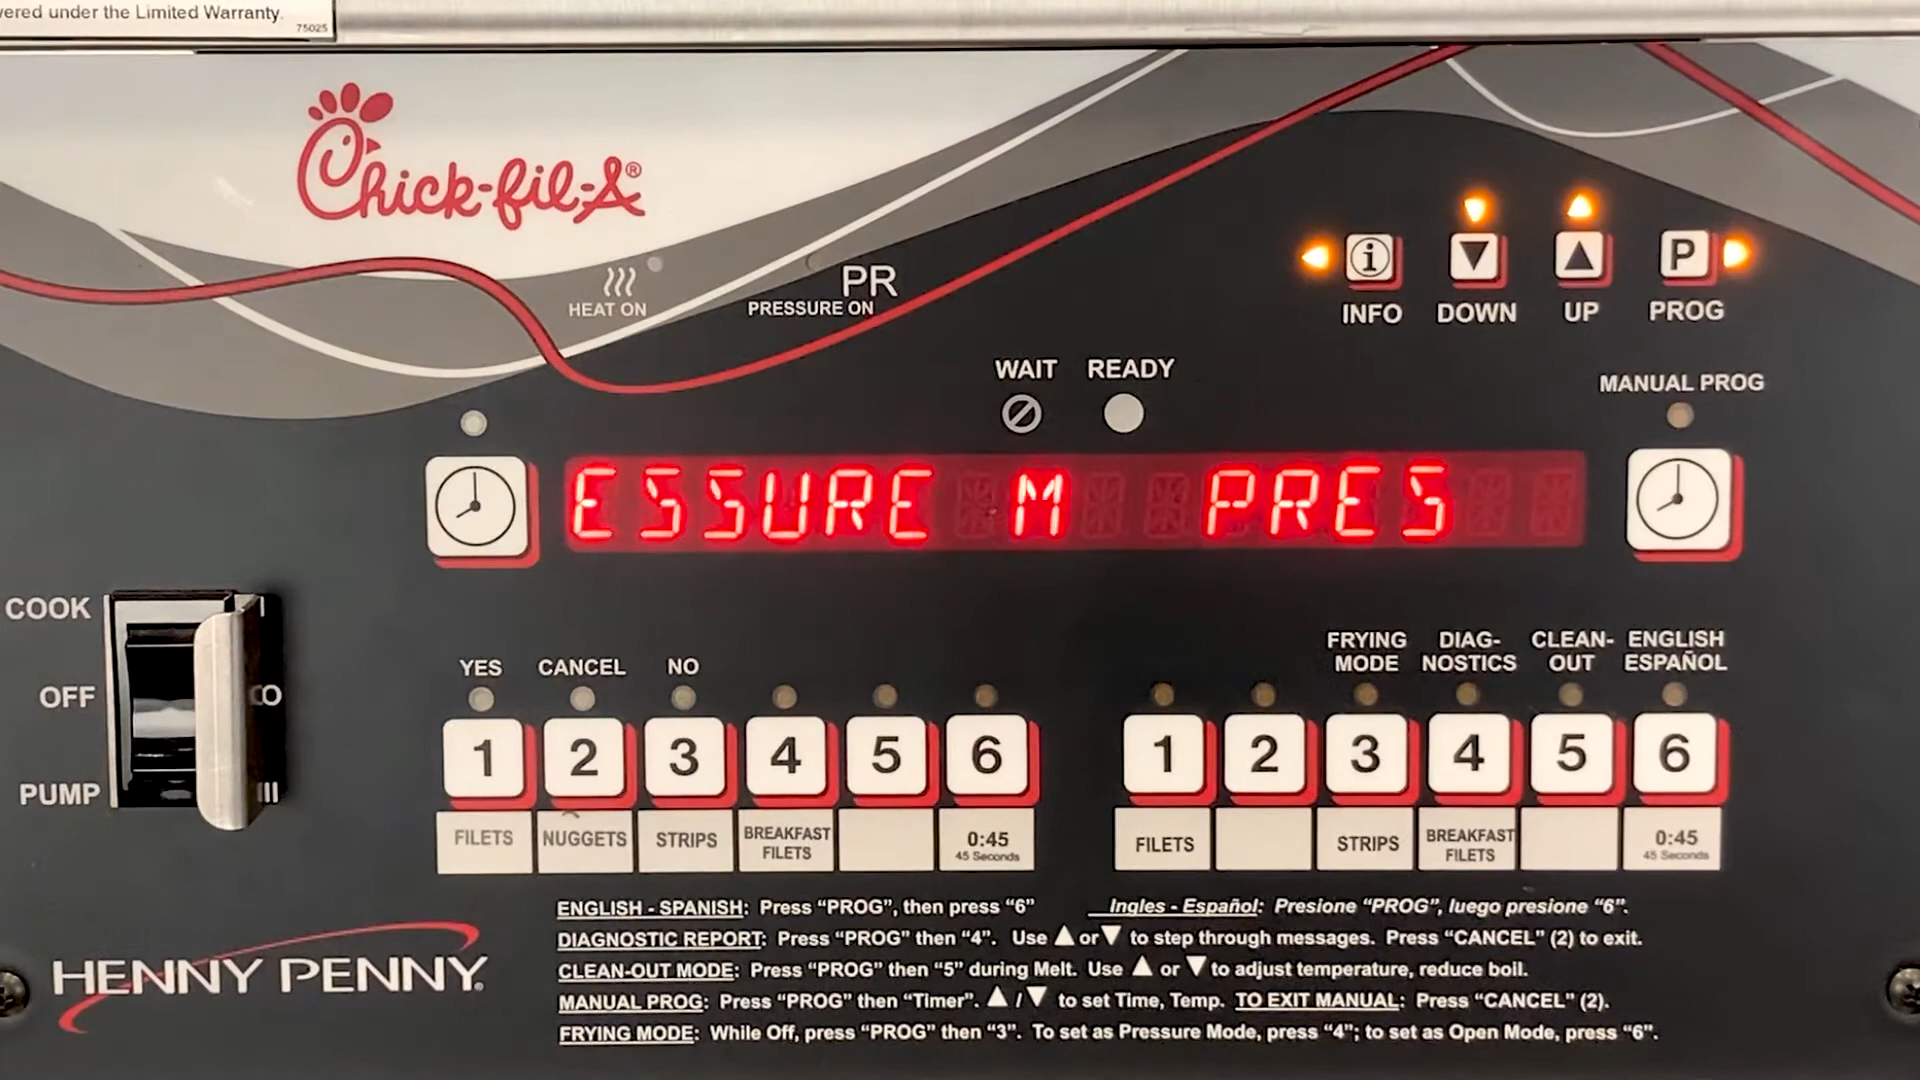 vered under the Limited Warranty.
75025
Chick-fil-A®
HEAT ON
PR
PRESSURE ON
INFO
DOWN
UP
P
PROG
WAIT
READY
MANUAL PROG
ESSURE M PRES
COOK
OFF
PUMP
I
III
YES
CANCEL
NO
FRYING MODE
DIAG-
NOSTICS
CLEAN-
OUT
ENGLISH
ESPAÑOL
1 2 3 4 5 6
1 2 3 4 5 6
FILETS
NUGGETS
STRIPS
BREAKFAST
FILETS
0:45
45 Seconds
FILETS
STRIPS
BREAKFAST
FILETS
0:45
45 Seconds
ENGLISH - SPANISH: Press “PROG”, then press “6”
Ingles - Español: Presione “PROG”, luego presione “6”.
DIAGNOSTIC REPORT: Press “PROG” then “4”. Use ▲ or ▼ to step through messages. Press “CANCEL” (2) to exit.
CLEAN-OUT MODE: Press “PROG” then “5” during Melt. Use ▲ or ▼ to adjust temperature, reduce boil.
MANUAL PROG: Press “PROG” then “Timer”. ▲ / ▼ to set Time, Temp. TO EXIT MANUAL: Press “CANCEL” (2).
FRYING MODE: While Off, press “PROG” then “3”. To set as Pressure Mode, press “4”; to set as Open Mode, press “6”.
HENNY PENNY.